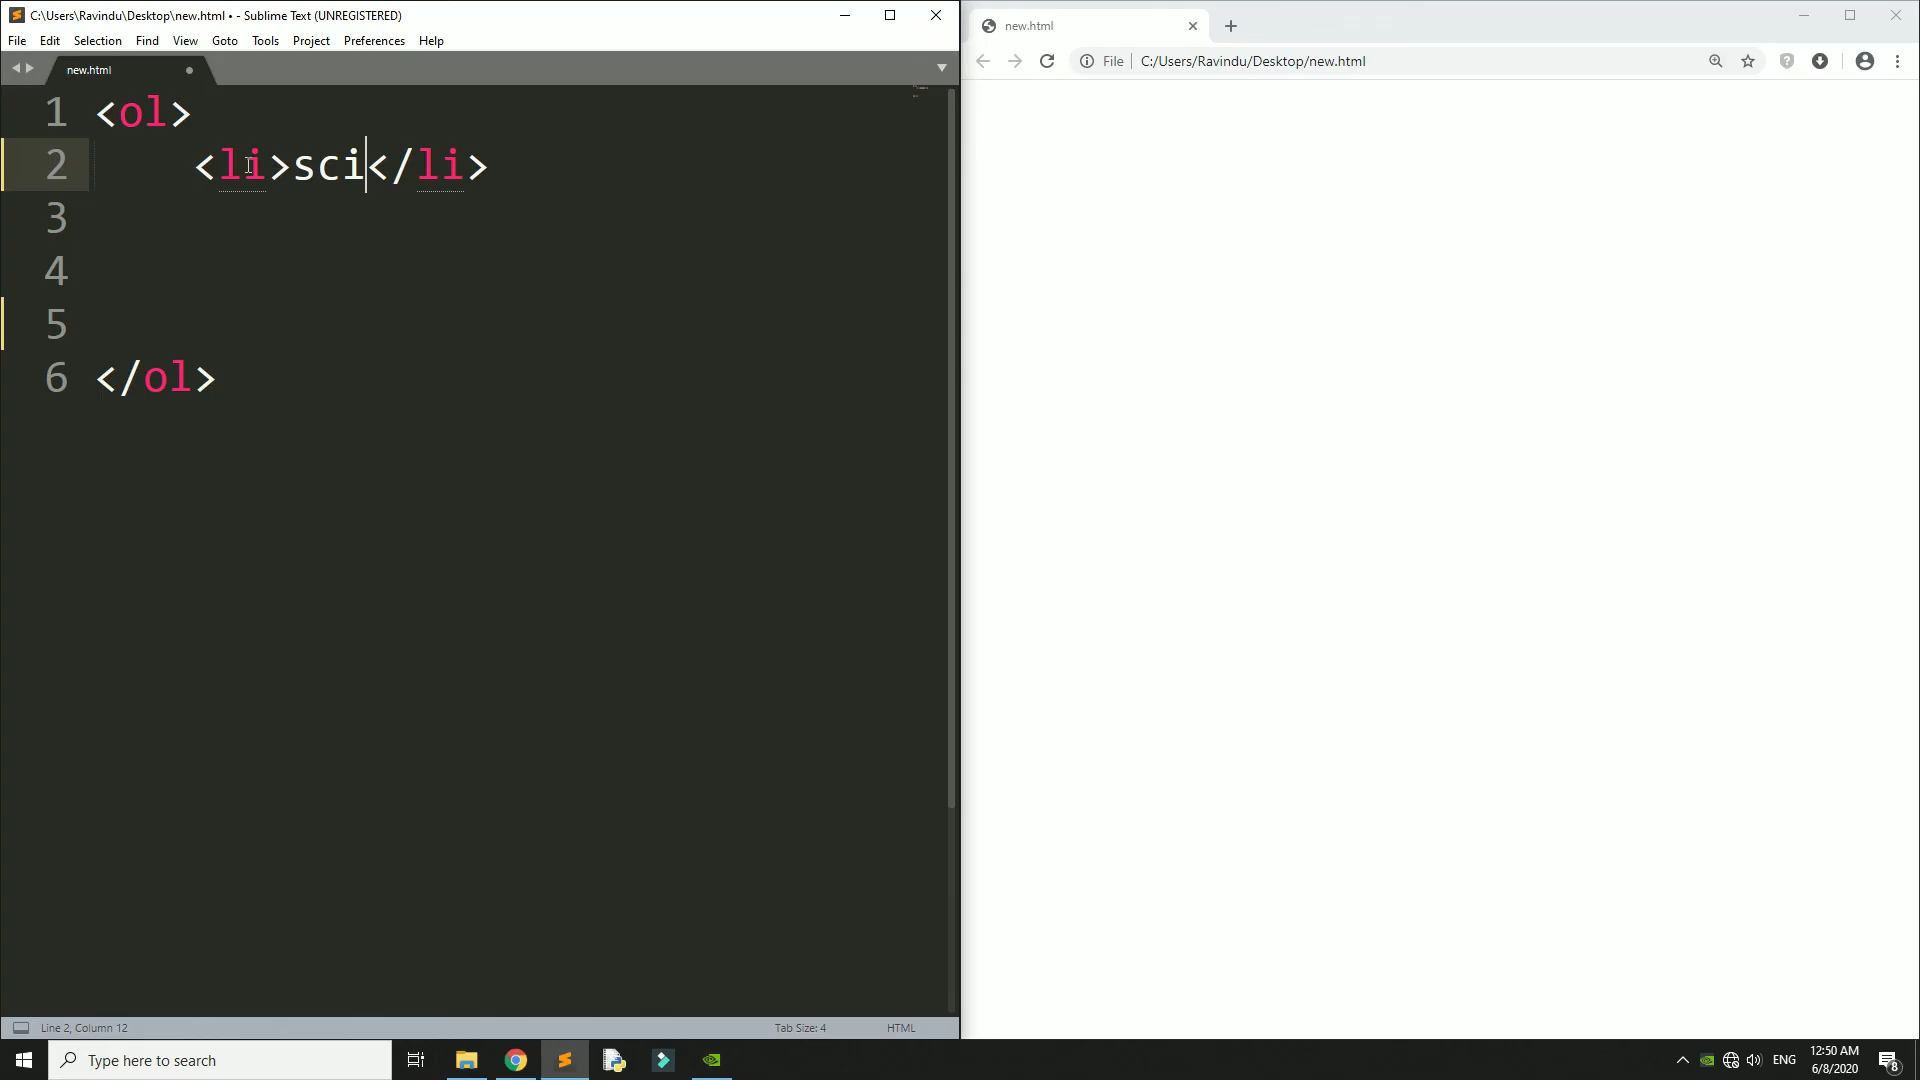 C:\Users\Ravindu\Desktop\new.html • - Sublime Text (UNREGISTERED)
File Edit Selection Find View Goto Tools Project Preferences Help
new.html
1 <ol>
2 <li>sci</li>
3
4
5
6 </ol>
Line 2, Column 12
Tab Size: 4
HTML
new.html
File C:/Users/Ravindu/Desktop/new.html
Type here to search
ENG
12:50 AM
6/8/2020
8